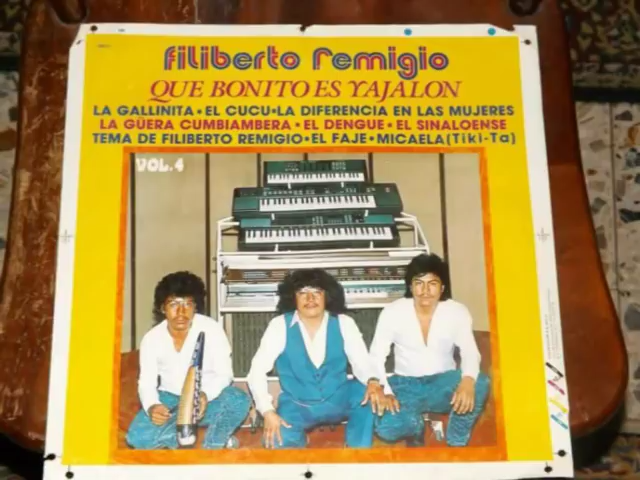 filiberto remigio
QUE BONITO ES YAJALON
LA GALLINITA • EL CUCU • LA DIFERENCIA EN LAS MUJERES
LA GÜERA CUMBIAMBERA • EL DENGUE • EL SINALOENSE
TEMA DE FILIBERTO REMIGIO • EL FAJE • MICAELA (Tiki-Ta)
VOL. 4